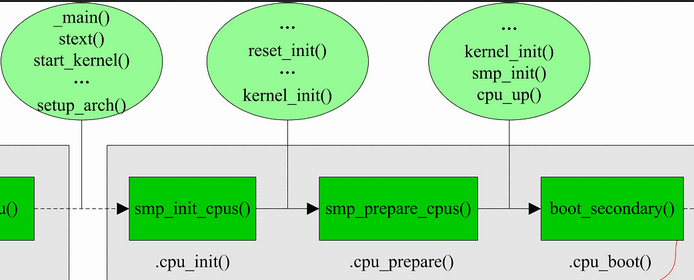 _main()
stext()
start_kernel()
...
setup_arch()
...
reset_init()
...
kernel_init()
...
kernel_init()
smp_init()
cpu_up()
u()
smp_init_cpus()
smp_prepare_cpus()
boot_secondary()
.cpu_init()
.cpu_prepare()
.cpu_boot()